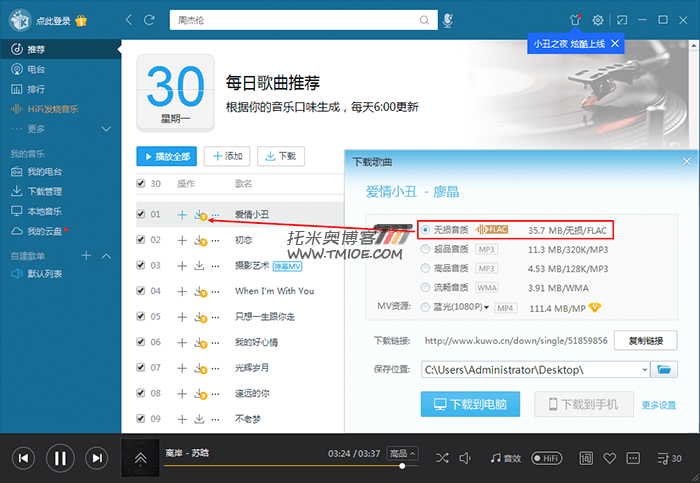 点此登录
周杰伦
小丑之夜 炫酷上线
推荐
电台
排行
HiFi发烧音乐
更多
我的音乐
我的电台
下载管理
本地音乐
我的云盘
自建歌单
默认列表
30
星期一
每日歌曲推荐
根据你的音乐口味生成，每天6:00更新
播放全部
添加
下载
30 操作 歌名
01 爱情小丑
02 初恋
03 摄影艺术 弹幕MV
04 When I'm With You
05 只想一生跟你走
06 我的好心情
07 光辉岁月
08 遥远的你
09 不老梦
托米奥博客
WWW.TMIOE.COM
下载歌曲
爱情小丑 - 廖晶
无损音质 FLAC 35.7 MB/无损/FLAC
超品音质 MP3 11.3 MB/320K/MP3
高品音质 MP3 4.53 MB/128K/MP3
流畅音质 WMA 3.91 MB/WMA
MV资源: 蓝光(1080P) MP4 111.4 MB/MP
下载链接: http://www.kuwo.cn/down/single/51859856 复制链接
保存位置: C:\Users\Administrator\Desktop\
下载到电脑
下载到手机
更多设置
离岸 - 苏晗
03:24 / 03:37
高品
音效
HiFi
词
30